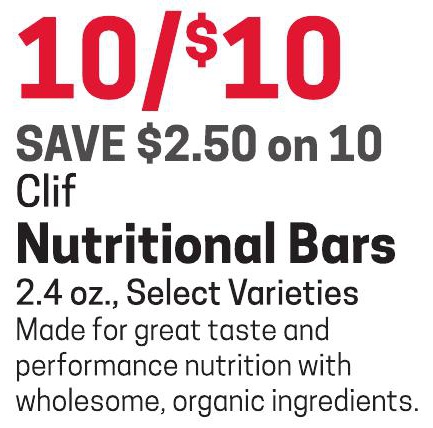 10/$10
SAVE $2.50 on 10
Clif
Nutritional Bars
2.4 oz., Select Varieties
Made for great taste and
performance nutrition with
wholesome, organic ingredients.